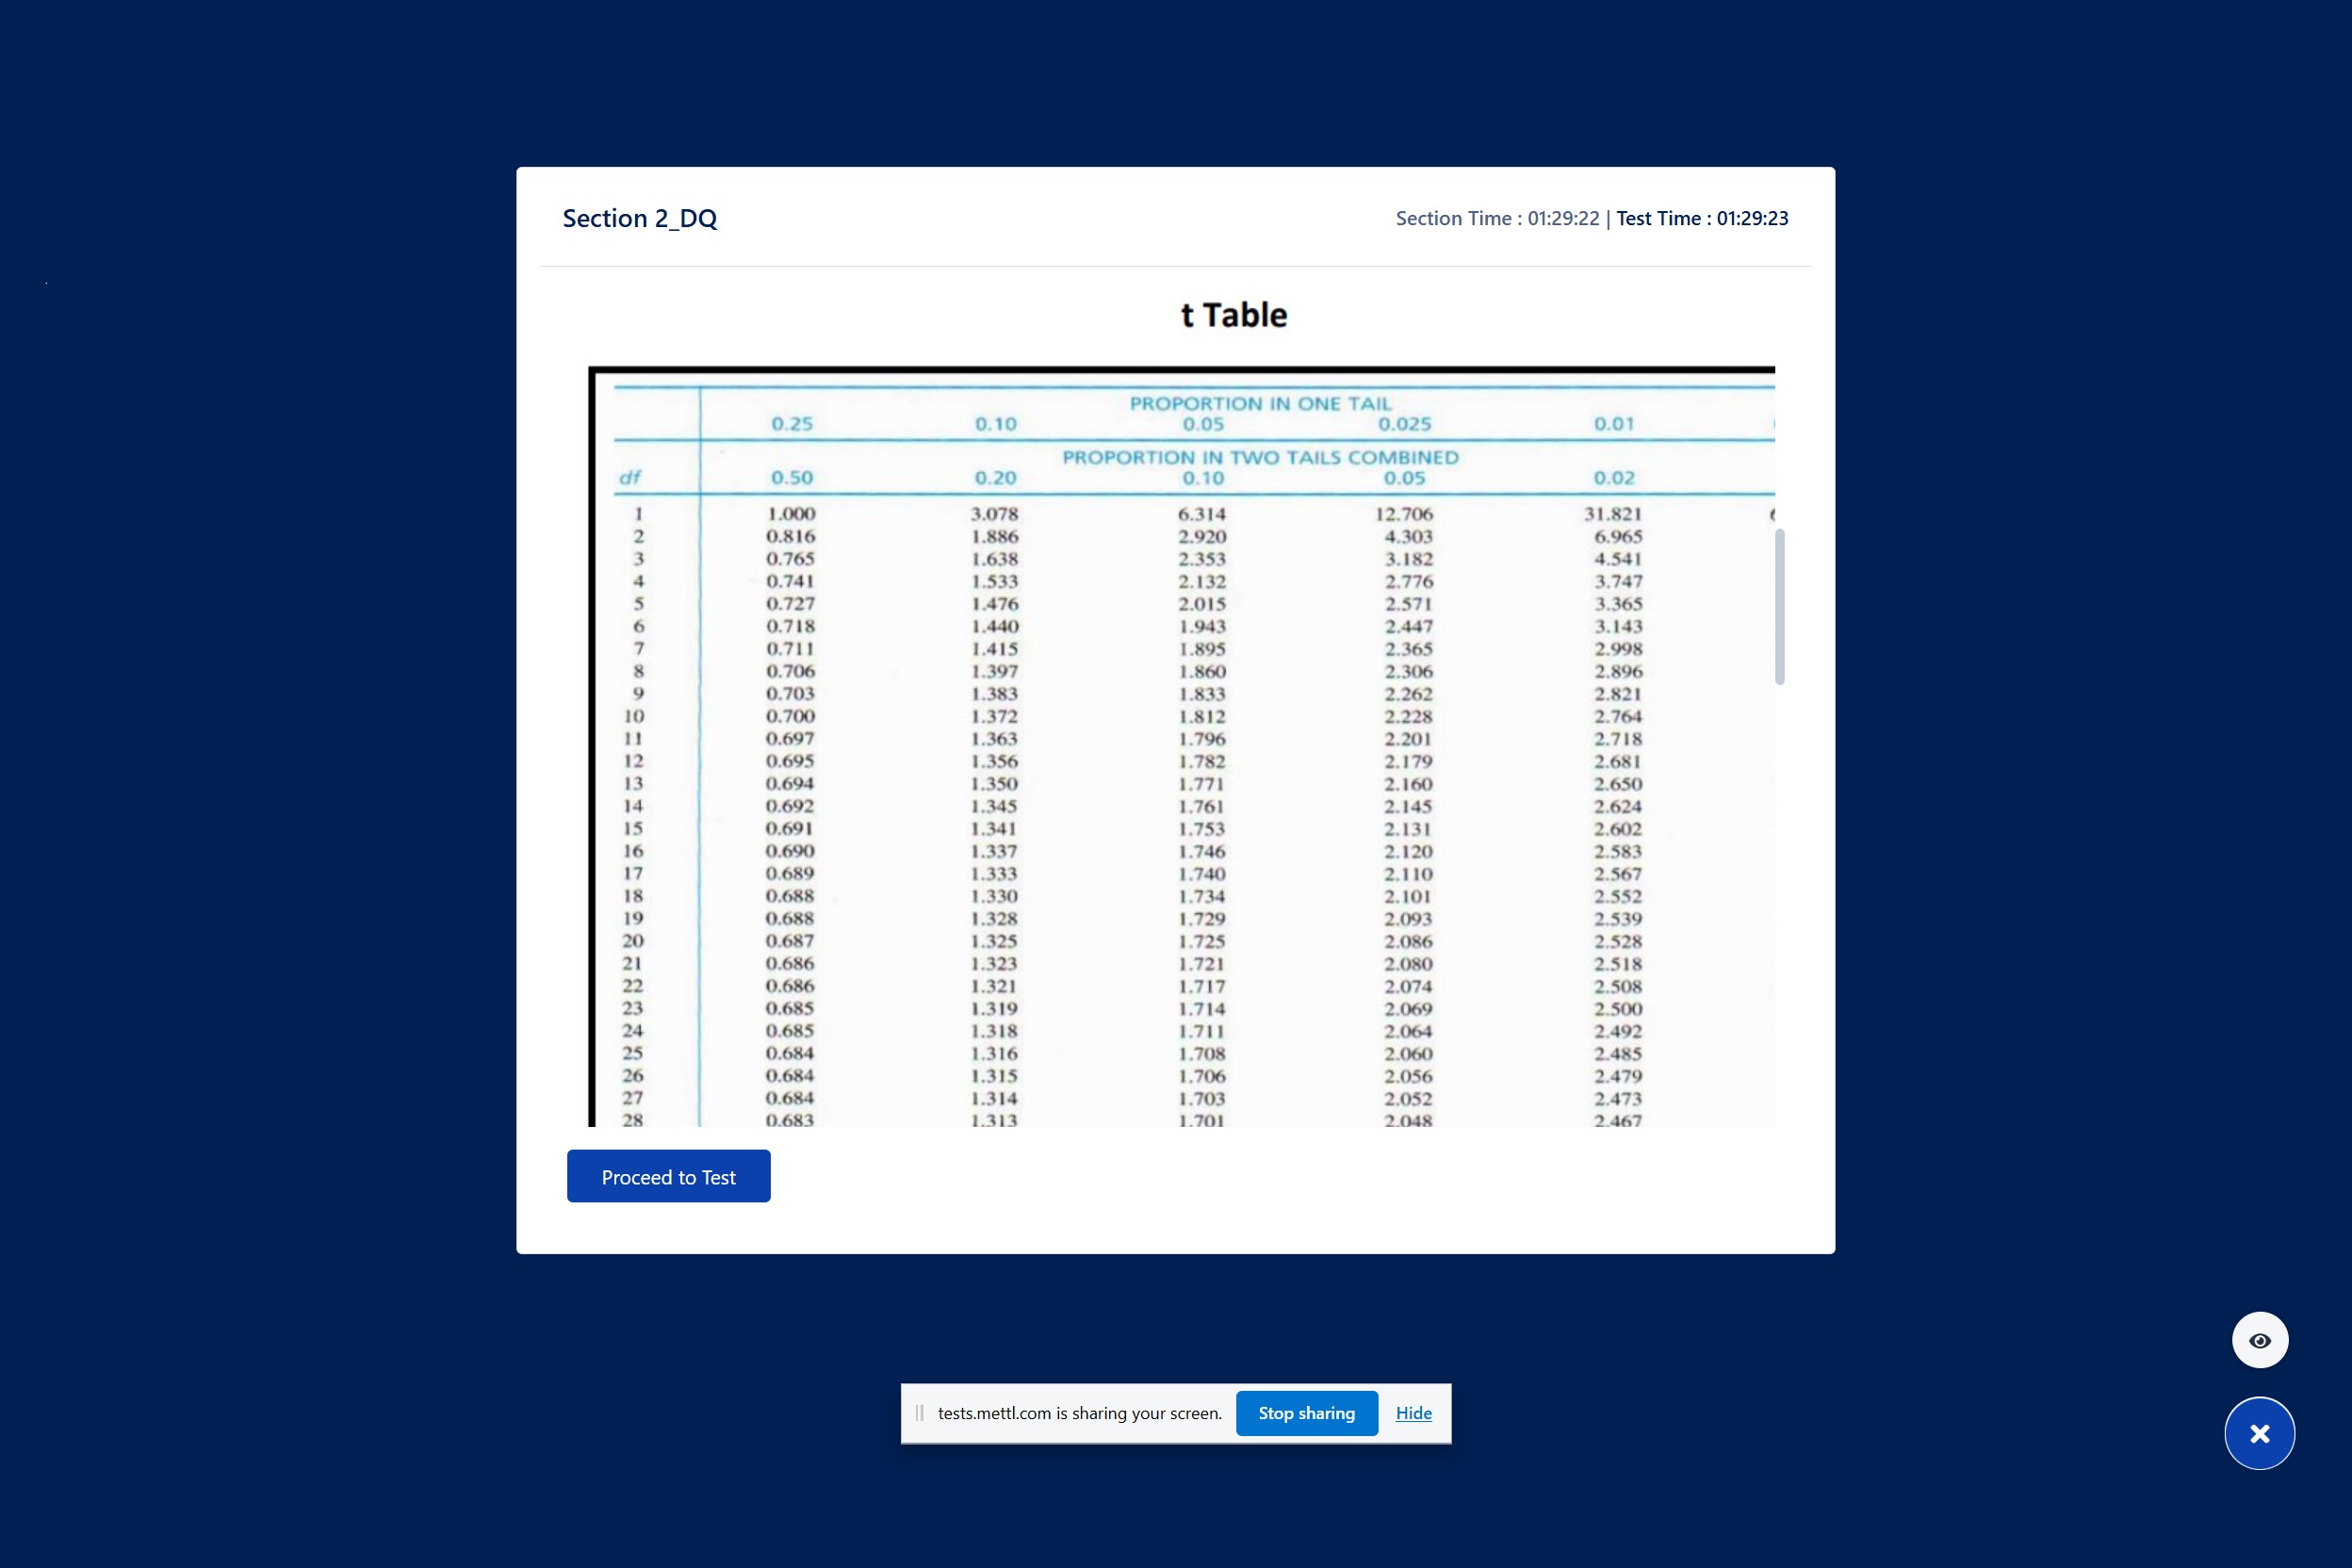 Section 2_DQ
Section Time : 01:29:22 | Test Time : 01:29:23
t Table
PROPORTION IN ONE TAIL
0.25 0.10 0.05 0.025 0.01
PROPORTION IN TWO TAILS COMBINED
df 0.50 0.20 0.10 0.05 0.02
1 1.000 3.078 6.314 12.706 31.821
2 0.816 1.886 2.920 4.303 6.965
3 0.765 1.638 2.353 3.182 4.541
4 0.741 1.533 2.132 2.776 3.747
5 0.727 1.476 2.015 2.571 3.365
6 0.718 1.440 1.943 2.447 3.143
7 0.711 1.415 1.895 2.365 2.998
8 0.706 1.397 1.860 2.306 2.896
9 0.703 1.383 1.833 2.262 2.821
10 0.700 1.372 1.812 2.228 2.764
11 0.697 1.363 1.796 2.201 2.718
12 0.695 1.356 1.782 2.179 2.681
13 0.694 1.350 1.771 2.160 2.650
14 0.692 1.345 1.761 2.145 2.624
15 0.691 1.341 1.753 2.131 2.602
16 0.690 1.337 1.746 2.120 2.583
17 0.689 1.333 1.740 2.110 2.567
18 0.688 1.330 1.734 2.101 2.552
19 0.688 1.328 1.729 2.093 2.539
20 0.687 1.325 1.725 2.086 2.528
21 0.686 1.323 1.721 2.080 2.518
22 0.686 1.321 1.717 2.074 2.508
23 0.685 1.319 1.714 2.069 2.500
24 0.685 1.318 1.711 2.064 2.492
25 0.684 1.316 1.708 2.060 2.485
26 0.684 1.315 1.706 2.056 2.479
27 0.684 1.314 1.703 2.052 2.473
28 0.683 1.313 1.701 2.048 2.467
Proceed to Test
tests.mettl.com is sharing your screen. Stop sharing Hide